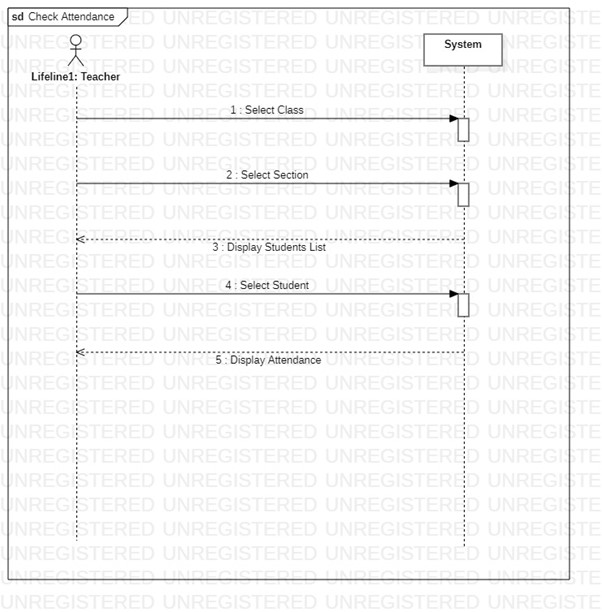 sd Check Attendance
Lifeline1: Teacher
System
1 : Select Class
2 : Select Section
3 : Display Students List
4 : Select Student
5 : Display Attendance
UNREGISTERED UNREGISTERED UNREGISTERED UNREGISTERED